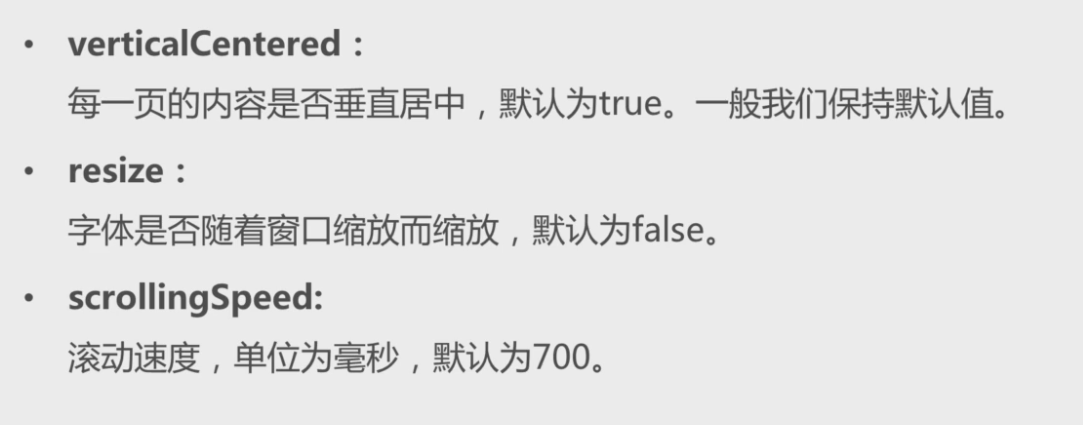 • verticalCentered：
每一页的内容是否垂直居中，默认为true。一般我们保持默认值。
• resize：
字体是否随着窗口缩放而缩放，默认为false。
• scrollingSpeed:
滚动速度，单位为毫秒，默认为700。